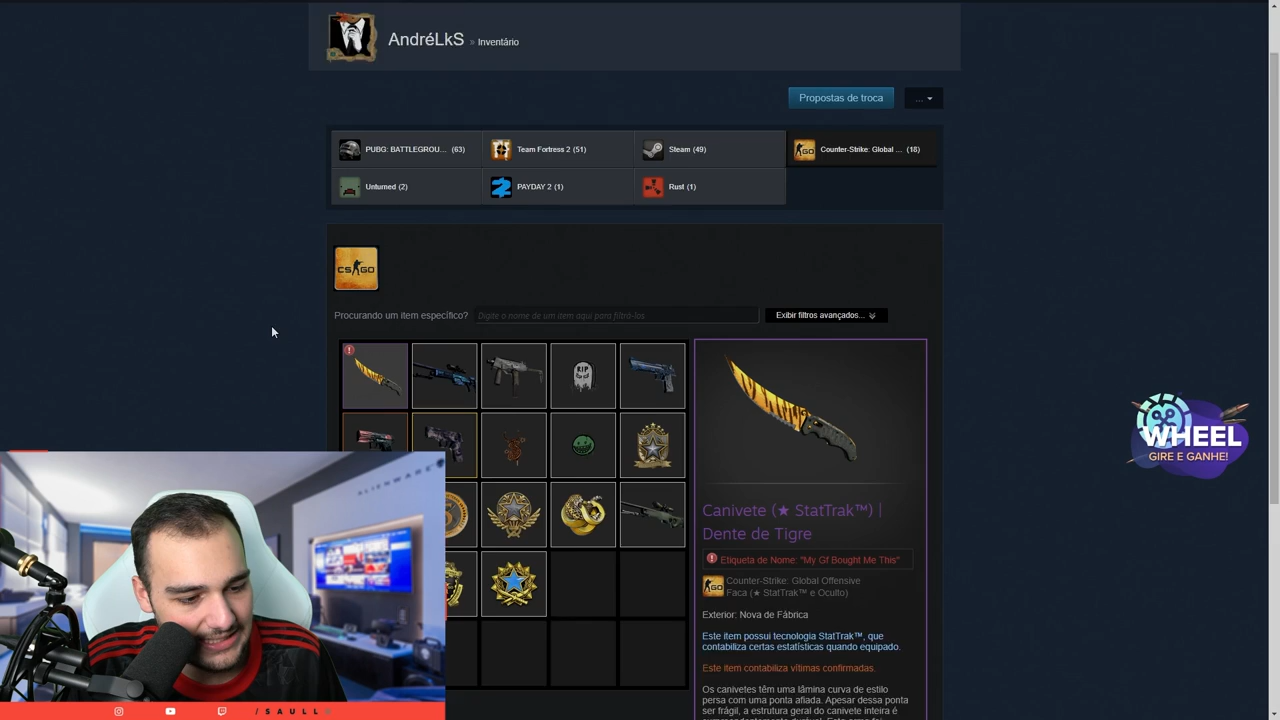 AndréLkS » Inventário
Propostas de troca
...
PUBG: BATTLEGROU... (63)
Team Fortress 2 (51)
Steam (49)
Counter-Strike: Global ... (18)
Unturned (2)
PAYDAY 2 (1)
Rust (1)
CS GO
Procurando um item específico?
Digite o nome de um item aqui para filtrá-los
Exibir filtros avançados...
RIP
WHEEL
GIRE E GANHE!
ALIENWARE
Canivete (★ StatTrak™) |
Dente de Tigre
Etiqueta de Nome: "My Gf Bought Me This"
Counter-Strike: Global Offensive
Faca (★ StatTrak™ e Oculto)
Exterior: Nova de Fábrica
Este item possui tecnologia StatTrak™, que
contabiliza certas estatísticas quando equipado.
Este item contabiliza vítimas confirmadas.
Os canivetes têm uma lâmina curva de estilo
persa com uma ponta afiada. Apesar dessa ponta
ser frágil, a estrutura geral do canivete inteira é
/SAULL